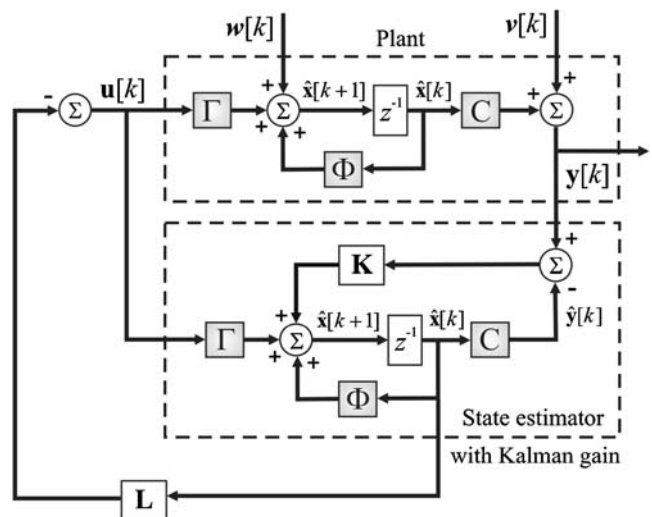 w[k]
v[k]
Plant
- Σ u[k] Γ + + Σ + x̂[k+1] z⁻¹ x̂[k] C + + Σ
Φ
y[k]
+
K Σ
-
ŷ[k]
Γ + + Σ + x̂[k+1] z⁻¹ x̂[k] C
Φ
State estimator
with Kalman gain
L